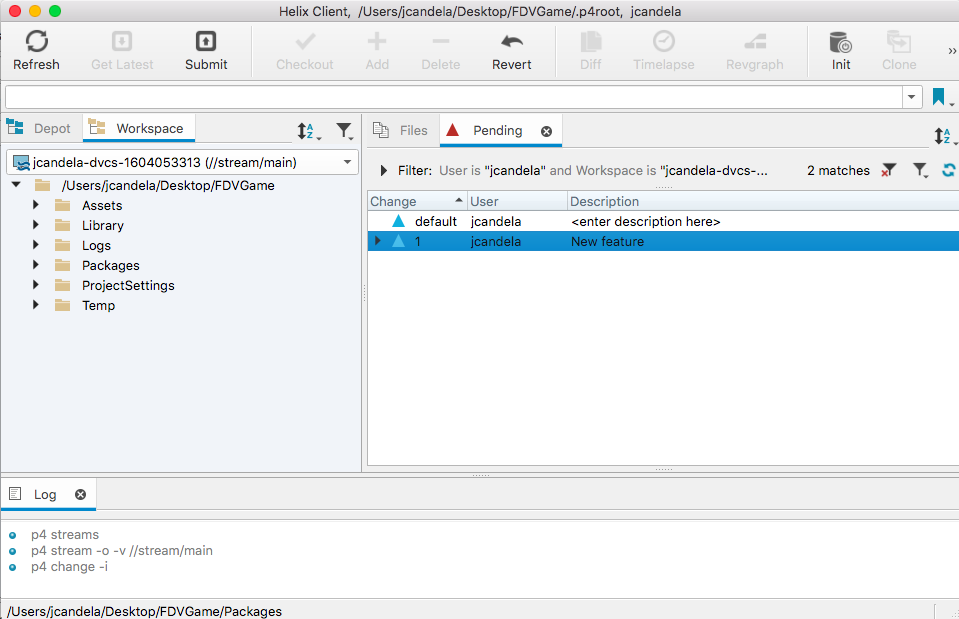 Helix Client, /Users/jcandela/Desktop/FDVGame/.p4root, jcandela
Refresh Get Latest Submit Checkout Add Delete Revert Diff Timelapse Revgraph Init Clone »
Depot Workspace
Files Pending
jcandela-dvcs-1604053313 (//stream/main)
Filter: User is "jcandela" and Workspace is "jcandela-dvcs-... 2 matches
/Users/jcandela/Desktop/FDVGame
Assets
Library
Logs
Packages
ProjectSettings
Temp
Change User Description
default jcandela <enter description here>
1 jcandela New feature
Log
p4 streams
p4 stream -o -v //stream/main
p4 change -i
/Users/jcandela/Desktop/FDVGame/Packages